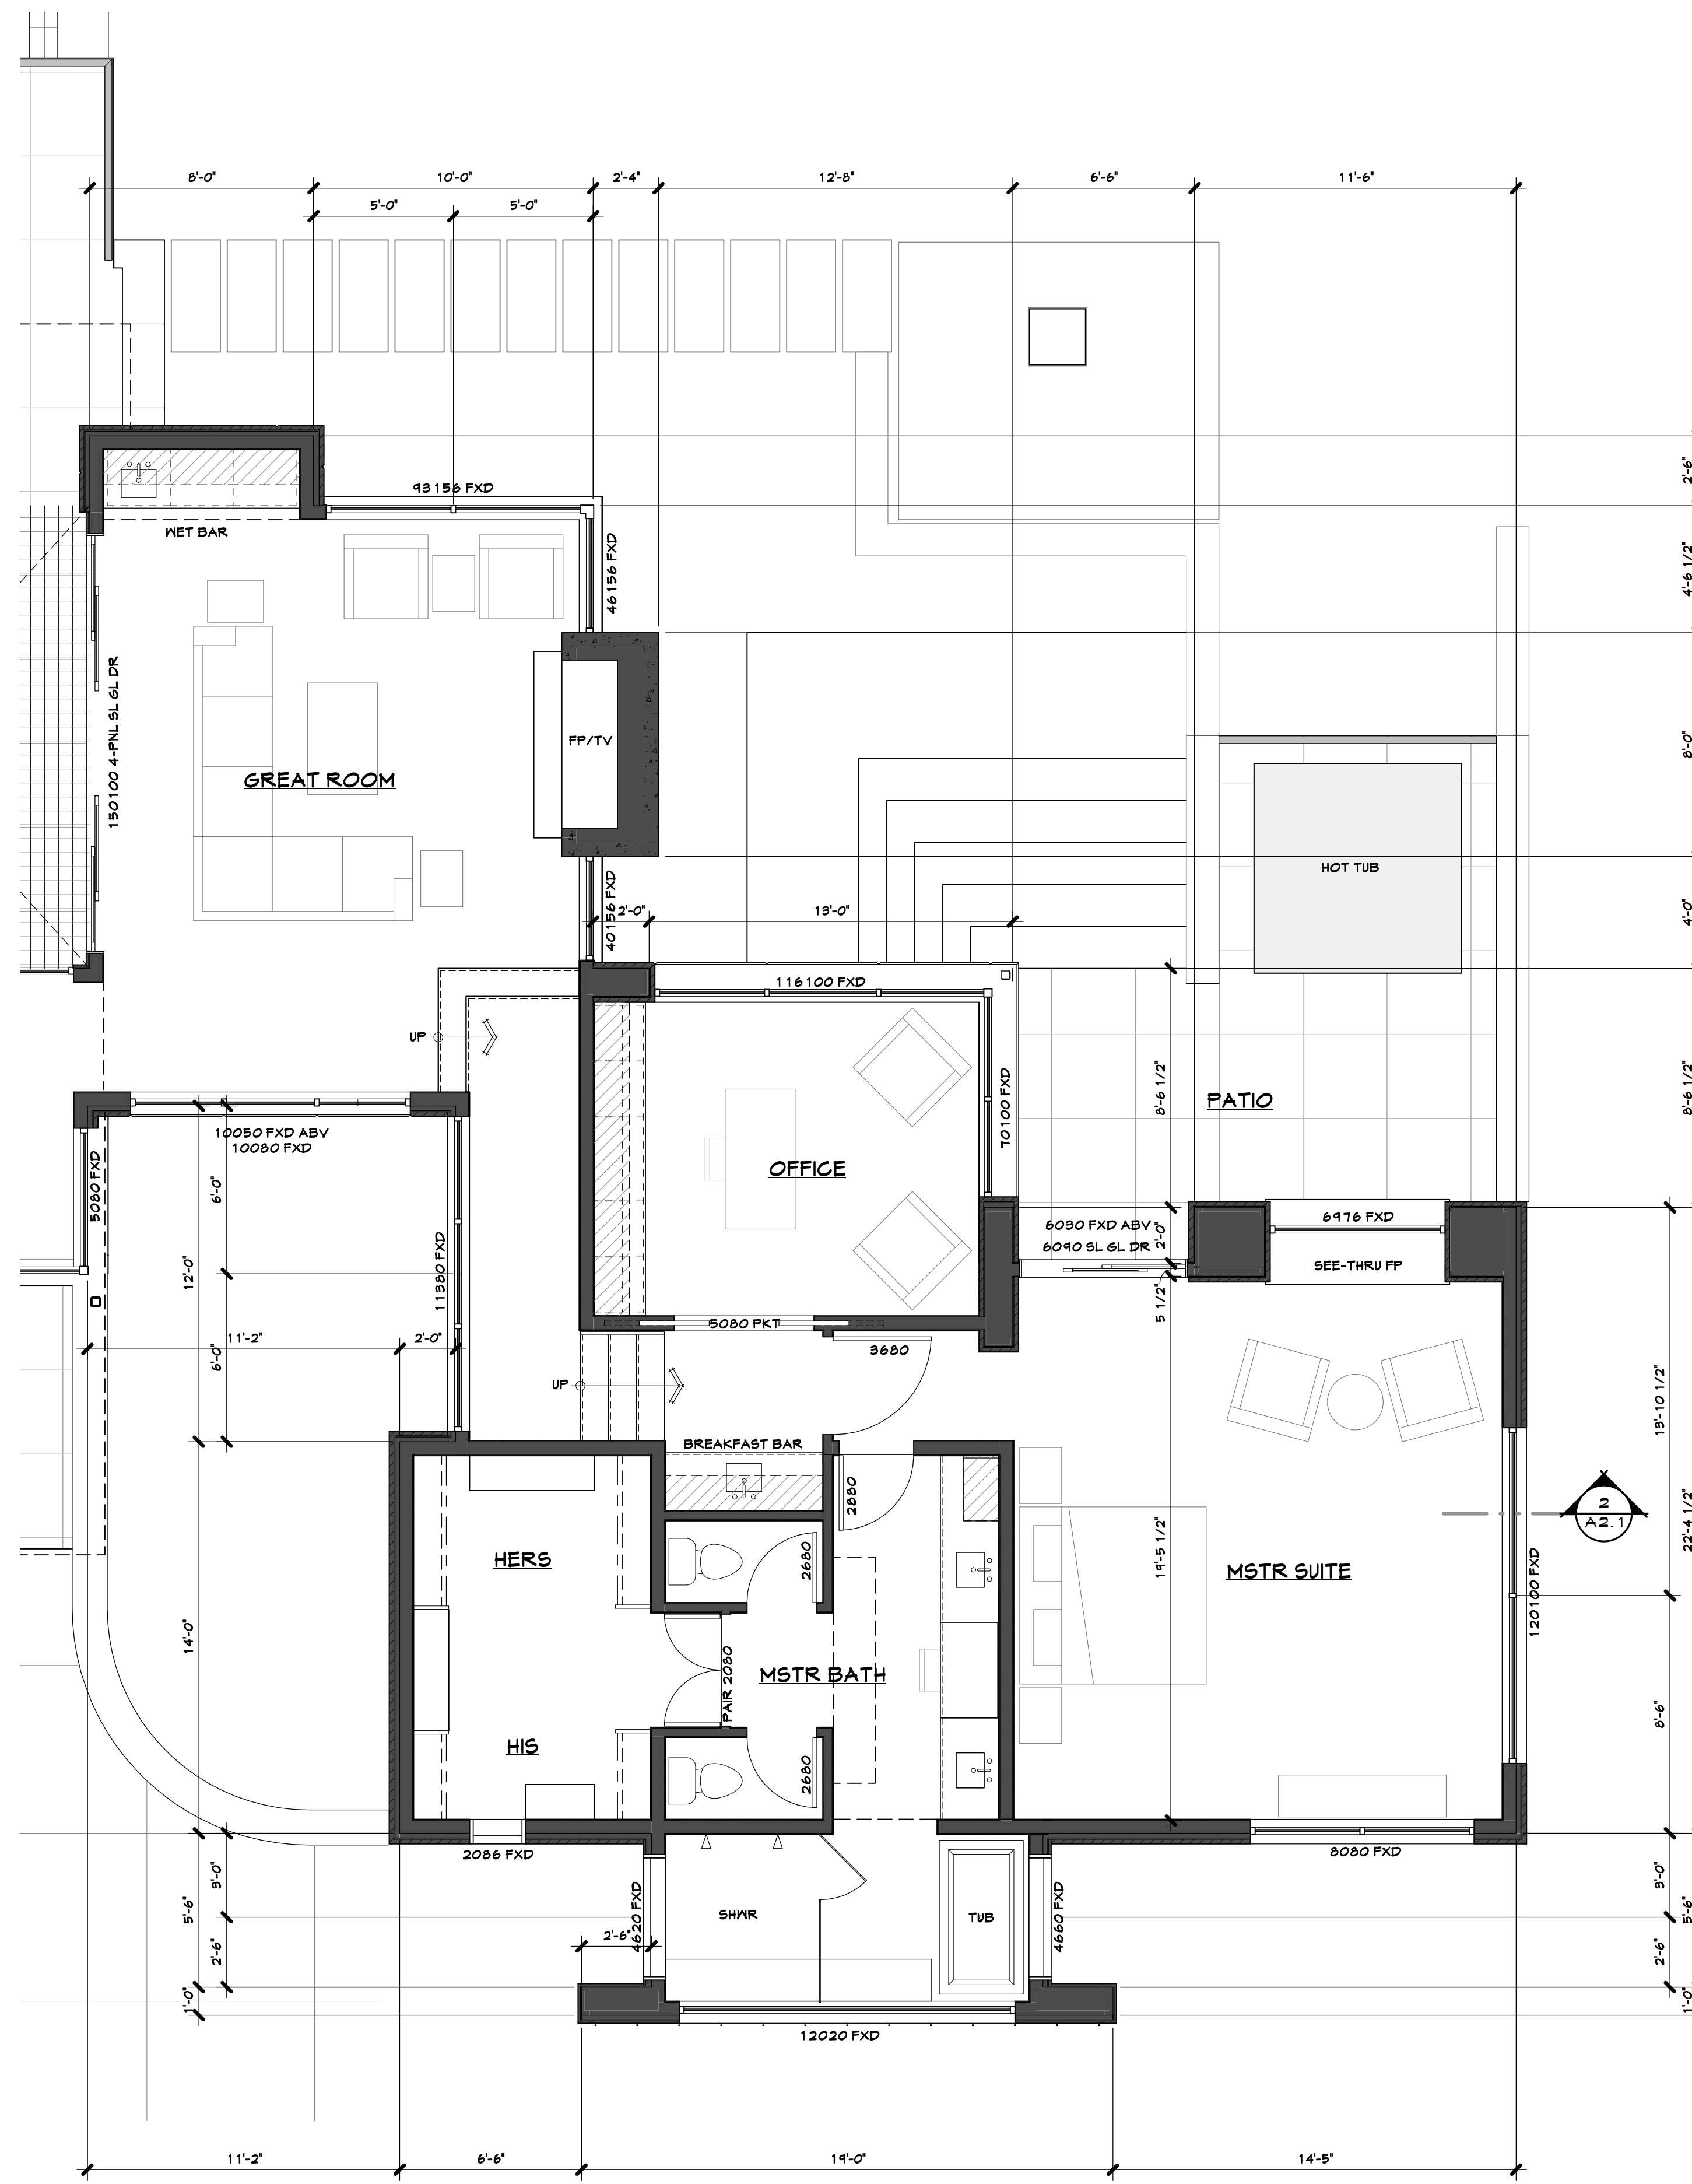 8'-0"
10'-0"
2'-4"
12'-8"
6'-6"
11'-6"
5'-0"
5'-0"
2'-6"
93156 FXD
WET BAR
46156 FXD
4'-6 1/2"
150100 4-PNL SL GL DR
FP/TV
8'-0"
GREAT ROOM
HOT TUB
40156 FXD
2'-0"
13'-0"
4'-0"
116100 FXD
UP
70100 FXD
8'-6 1/2"
PATIO
8'-6 1/2"
10050 FXD ABV
10080 FXD
5080 FXD
6'-0"
OFFICE
6030 FXD ABV
6090 SL GL DR
2'-0"
6976 FXD
SEE-THRU FP
12'-0"
11380 FXD
5 1/2"
11'-2"
2'-0"
6'-0"
5080 PKT
3680
UP
13'-10 1/2"
BREAKFAST BAR
2880
2
A2.1
22'-4 1/2"
HERS
2680
19'-5 1/2"
MSTR SUITE
120100 FXD
14'-0"
PAIR 2080
MSTR BATH
8'-6"
HIS
2680
2086 FXD
8080 FXD
3'-0"
5'-6"
2'-6"
4620 FXD
SHWR
TUB
4660 FXD
3'-0"
5'-6"
2'-6"
2'-6"
1'-0"
1'-0"
12020 FXD
11'-2"
6'-6"
19'-0"
14'-5"